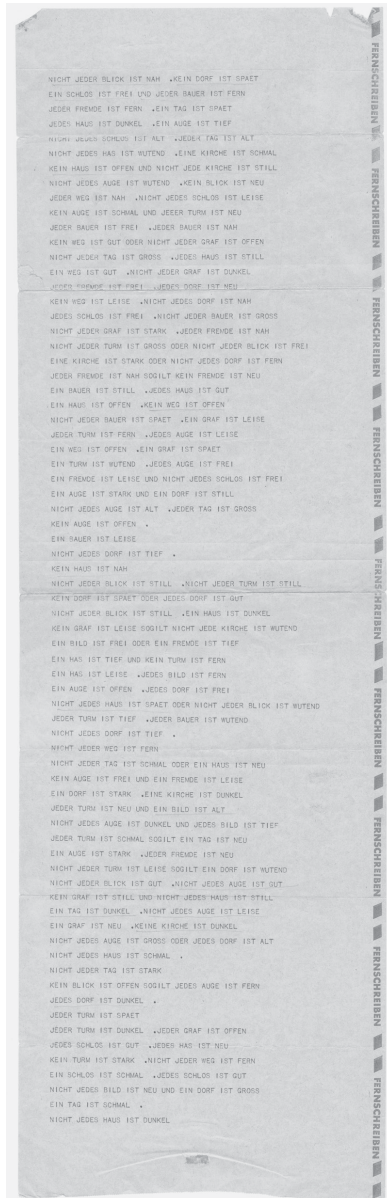 NICHT JEDER BLICK IST NAH .KEIN DORF IST SPAET
EIN SCHLOS IST FREI UND JEDER BAUER IST FERN
JEDER FREMDE IST FERN .EIN TAG IST SPAET
JEDES HAUS IST DUNKEL .EIN AUGE IST TIEF
NICHT JEDES SCHLOS IST ALT .JEDER TAG IST ALT
NICHT JEDES HAS IST WUTEND .EINE KIRCHE IST SCHMAL
KEIN HAUS IST OFFEN UND NICHT JEDE KIRCHE IST STILL
NICHT JEDES AUGE IST WUTEND .KEIN BLICK IST NEU
JEDER WEG IST NAH .NICHT JEDES SCHLOS IST LEISE
KEIN AUGE IST SCHMAL UND JEEER TURM IST NEU
JEDER BAUER IST FREI .JEDER BAUER IST NAH
KEIN WEG IST GUT ODER NICHT JEDER GRAF IST OFFEN
NICHT JEDER TAG IST GROSS .JEDES HAUS IST STILL
EIN WEG IST GUT .NICHT JEDER GRAF IST DUNKEL
JEDER FREMDE IST FREI .JEDES DORF IST NEU
KEIN WEG IST LEISE .NICHT JEDES DORF IST NAH
JEDES SCHLOS IST FREI .NICHT JEDER BAUER IST GROSS
NICHT JEDER GRAF IST STARK .JEDER FREMDE IST NAH
NICHT JEDER TURM IST GROSS ODER NICHT JEDER BLICK IST FREI
EINE KIRCHE IST STARK ODER NICHT JEDES DORF IST FERN
JEDER FREMDE IST NAH SOGILT KEIN FREMDE IST NEU
EIN BAUER IST STILL .JEDES HAUS IST GUT
EIN HAUS IST OFFEN .KEIN WEG IST OFFEN
NICHT JEDER BAUER IST SPAET .EIN GRAF IST LEISE
JEDER TURM IST FERN .JEDES AUGE IST LEISE
EIN WEG IST OFFEN .EIN GRAF IST SPAET
EIN TURM IST WUTEND .JEDES AUGE IST FREI
EIN FREMDE IST LEISE UND NICHT JEDES SCHLOS IST FREI
EIN AUGE IST STARK UND EIN DORF IST STILL
NICHT JEDES AUGE IST ALT .JEDER TAG IST GROSS
KEIN AUGE IST OFFEN .
EIN BAUER IST LEISE
NICHT JEDES DORF IST TIEF .
KEIN HAUS IST NAH
NICHT JEDER BLICK IST STILL .NICHT JEDER TURM IST STILL
KEIN DORF IST SPAET ODER JEDES DORF IST GUT
NICHT JEDER BLICK IST STILL .EIN HAUS IST DUNKEL
KEIN GRAF IST LEISE SOGILT NICHT JEDE KIRCHE IST WUTEND
EIN BILD IST FREI ODER EIN FREMDE IST TIEF
EIN HAS IST TIEF UND KEIN TURM IST FERN
EIN HAS IST LEISE .JEDES BILD IST FERN
EIN AUGE IST OFFEN .JEDES DORF IST FREI
NICHT JEDES HAUS IST SPAET ODER NICHT JEDER BLICK IST WUTEND
JEDER TURM IST TIEF .JEDER BAUER IST WUTEND
NICHT JEDES DORF IST TIEF .
NICHT JEDER WEG IST FERN
NICHT JEDER TAG IST SCHMAL ODER EIN HAUS IST NEU
KEIN AUGE IST FREI UND EIN FREMDE IST LEISE
EIN DORF IST STARK .EINE KIRCHE IST DUNKEL
JEDER TURM IST NEU UND EIN BILD IST ALT
NICHT JEDES AUGE IST DUNKEL UND JEDES BILD IST TIEF
JEDER TURM IST SCHMAL SOGILT EIN TAG IST NEU
EIN AUGE IST STARK .JEDER FREMDE IST NEU
NICHT JEDER TURM IST LEISE SOGILT EIN DORF IST WUTEND
NICHT JEDER BLICK IST GUT .NICHT JEDES AUGE IST GUT
KEIN GRAF IST STILL UND NICHT JEDES HAUS IST STILL
EIN TAG IST DUNKEL .NICHT JEDES AUGE IST LEISE
EIN GRAF IST NEU .KEINE KIRCHE IST DUNKEL
NICHT JEDES AUGE IST GROSS ODER JEDES DORF IST ALT
NICHT JEDES HAUS IST SCHMAL .
NICHT JEDER TAG IST STARK
KEIN BLICK IST OFFEN SOGILT JEDES AUGE IST FERN
JEDES DORF IST DUNKEL .
JEDER TURM IST SPAET
JEDER TURM IST DUNKEL .JEDER GRAF IST OFFEN
JEDES SCHLOS IST GUT .JEDES HAS IST NEU
KEIN TURM IST STARK .NICHT JEDER WEG IST FERN
EIN SCHLOS IST SCHMAL .JEDES SCHLOS IST GUT
NICHT JEDES BILD IST NEU UND EIN DORF IST GROSS
EIN TAG IST SCHMAL .
NICHT JEDES HAUS IST DUNKEL
FERNSCHREIBEN
FERNSCHREIBEN
FERNSCHREIBEN
FERNSCHREIBEN
FERNSCHREIBEN
FERNSCHREIBEN
FERNSCHREIBEN
FERNSCHREIBEN
FERNSCHREIBEN